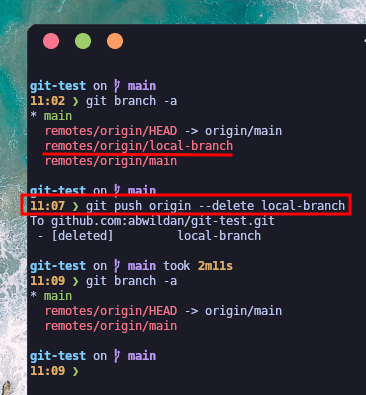 git-test on main
11:02 ❯ git branch -a
* main
remotes/origin/HEAD -> origin/main
remotes/origin/local-branch
remotes/origin/main
git-test on main
11:07 ❯ git push origin --delete local-branch
To github.com:abwildan/git-test.git
- [deleted] local-branch
git-test on main took 2m11s
11:09 ❯ git branch -a
* main
remotes/origin/HEAD -> origin/main
remotes/origin/main
git-test on main
11:09 ❯